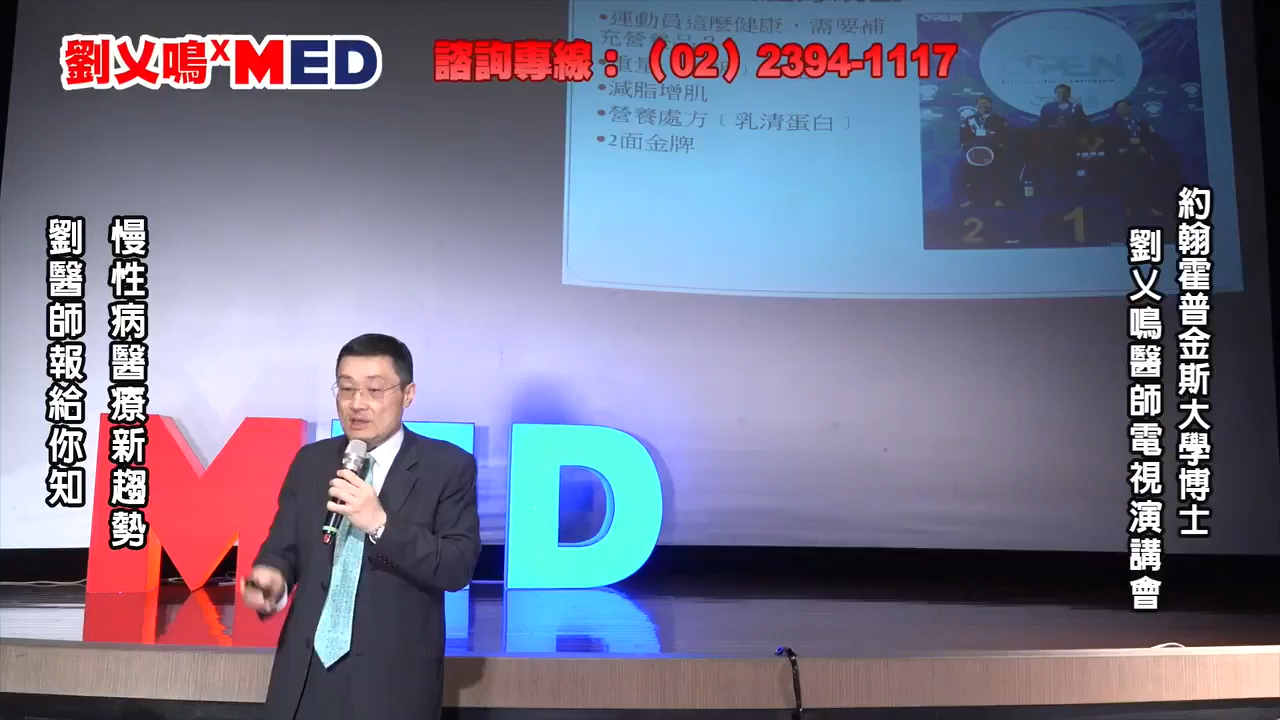 劉乂鳴xMED
諮詢專線：（02）2394-1117
•運動員這麼健康，需要補
充營養品？
•減脂增肌
•營養處方﹝乳清蛋白﹞
•2面金牌
OPEN
2
1
約翰霍普金斯大學博士
劉乂鳴醫師電視演講會
慢性病醫療新趨勢
劉醫師報給你知
MED